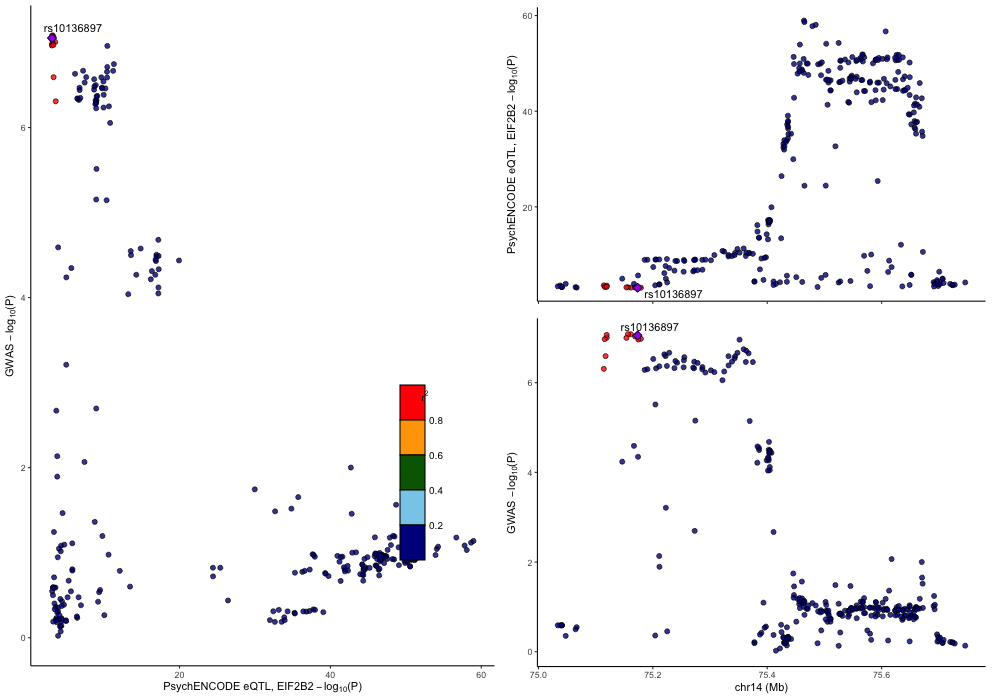 rs10136897
6
4
2
0
GWAS − log10(P)
20
40
60
PsychENCODE eQTL, EIF2B2 − log10(P)
r2
0.8
0.6
0.4
0.2
60
40
20
PsychENCODE eQTL, EIF2B2 − log10(P)
rs10136897
rs10136897
6
4
2
0
GWAS − log10(P)
75.0
75.2
75.4
75.6
chr14 (Mb)